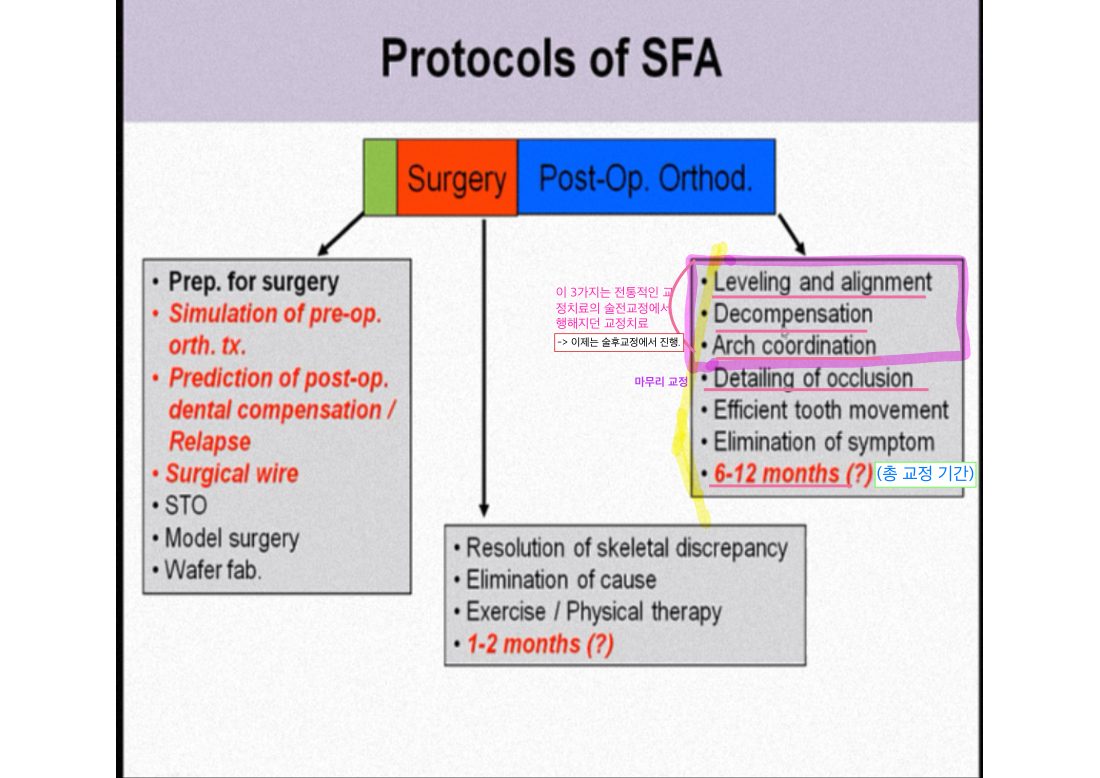 Protocols of SFA
Surgery
Post-Op. Orthod.
• Prep. for surgery
• Simulation of pre-op.
orth. tx.
• Prediction of post-op.
dental compensation /
Relapse
• Surgical wire
• STO
• Model surgery
• Wafer fab.
• Resolution of skeletal discrepancy
• Elimination of cause
• Exercise / Physical therapy
• 1-2 months (?)
이 3가지는 전통적인 교
정치료의 술전교정에서
행해지던 교정치료
-> 이제는 술후교정에서 진행.
마무리 교정
• Leveling and alignment
• Decompensation
• Arch coordination
• Detailing of occlusion
• Efficient tooth movement
• Elimination of symptom
• 6-12 months (?) (총 교정 기간)